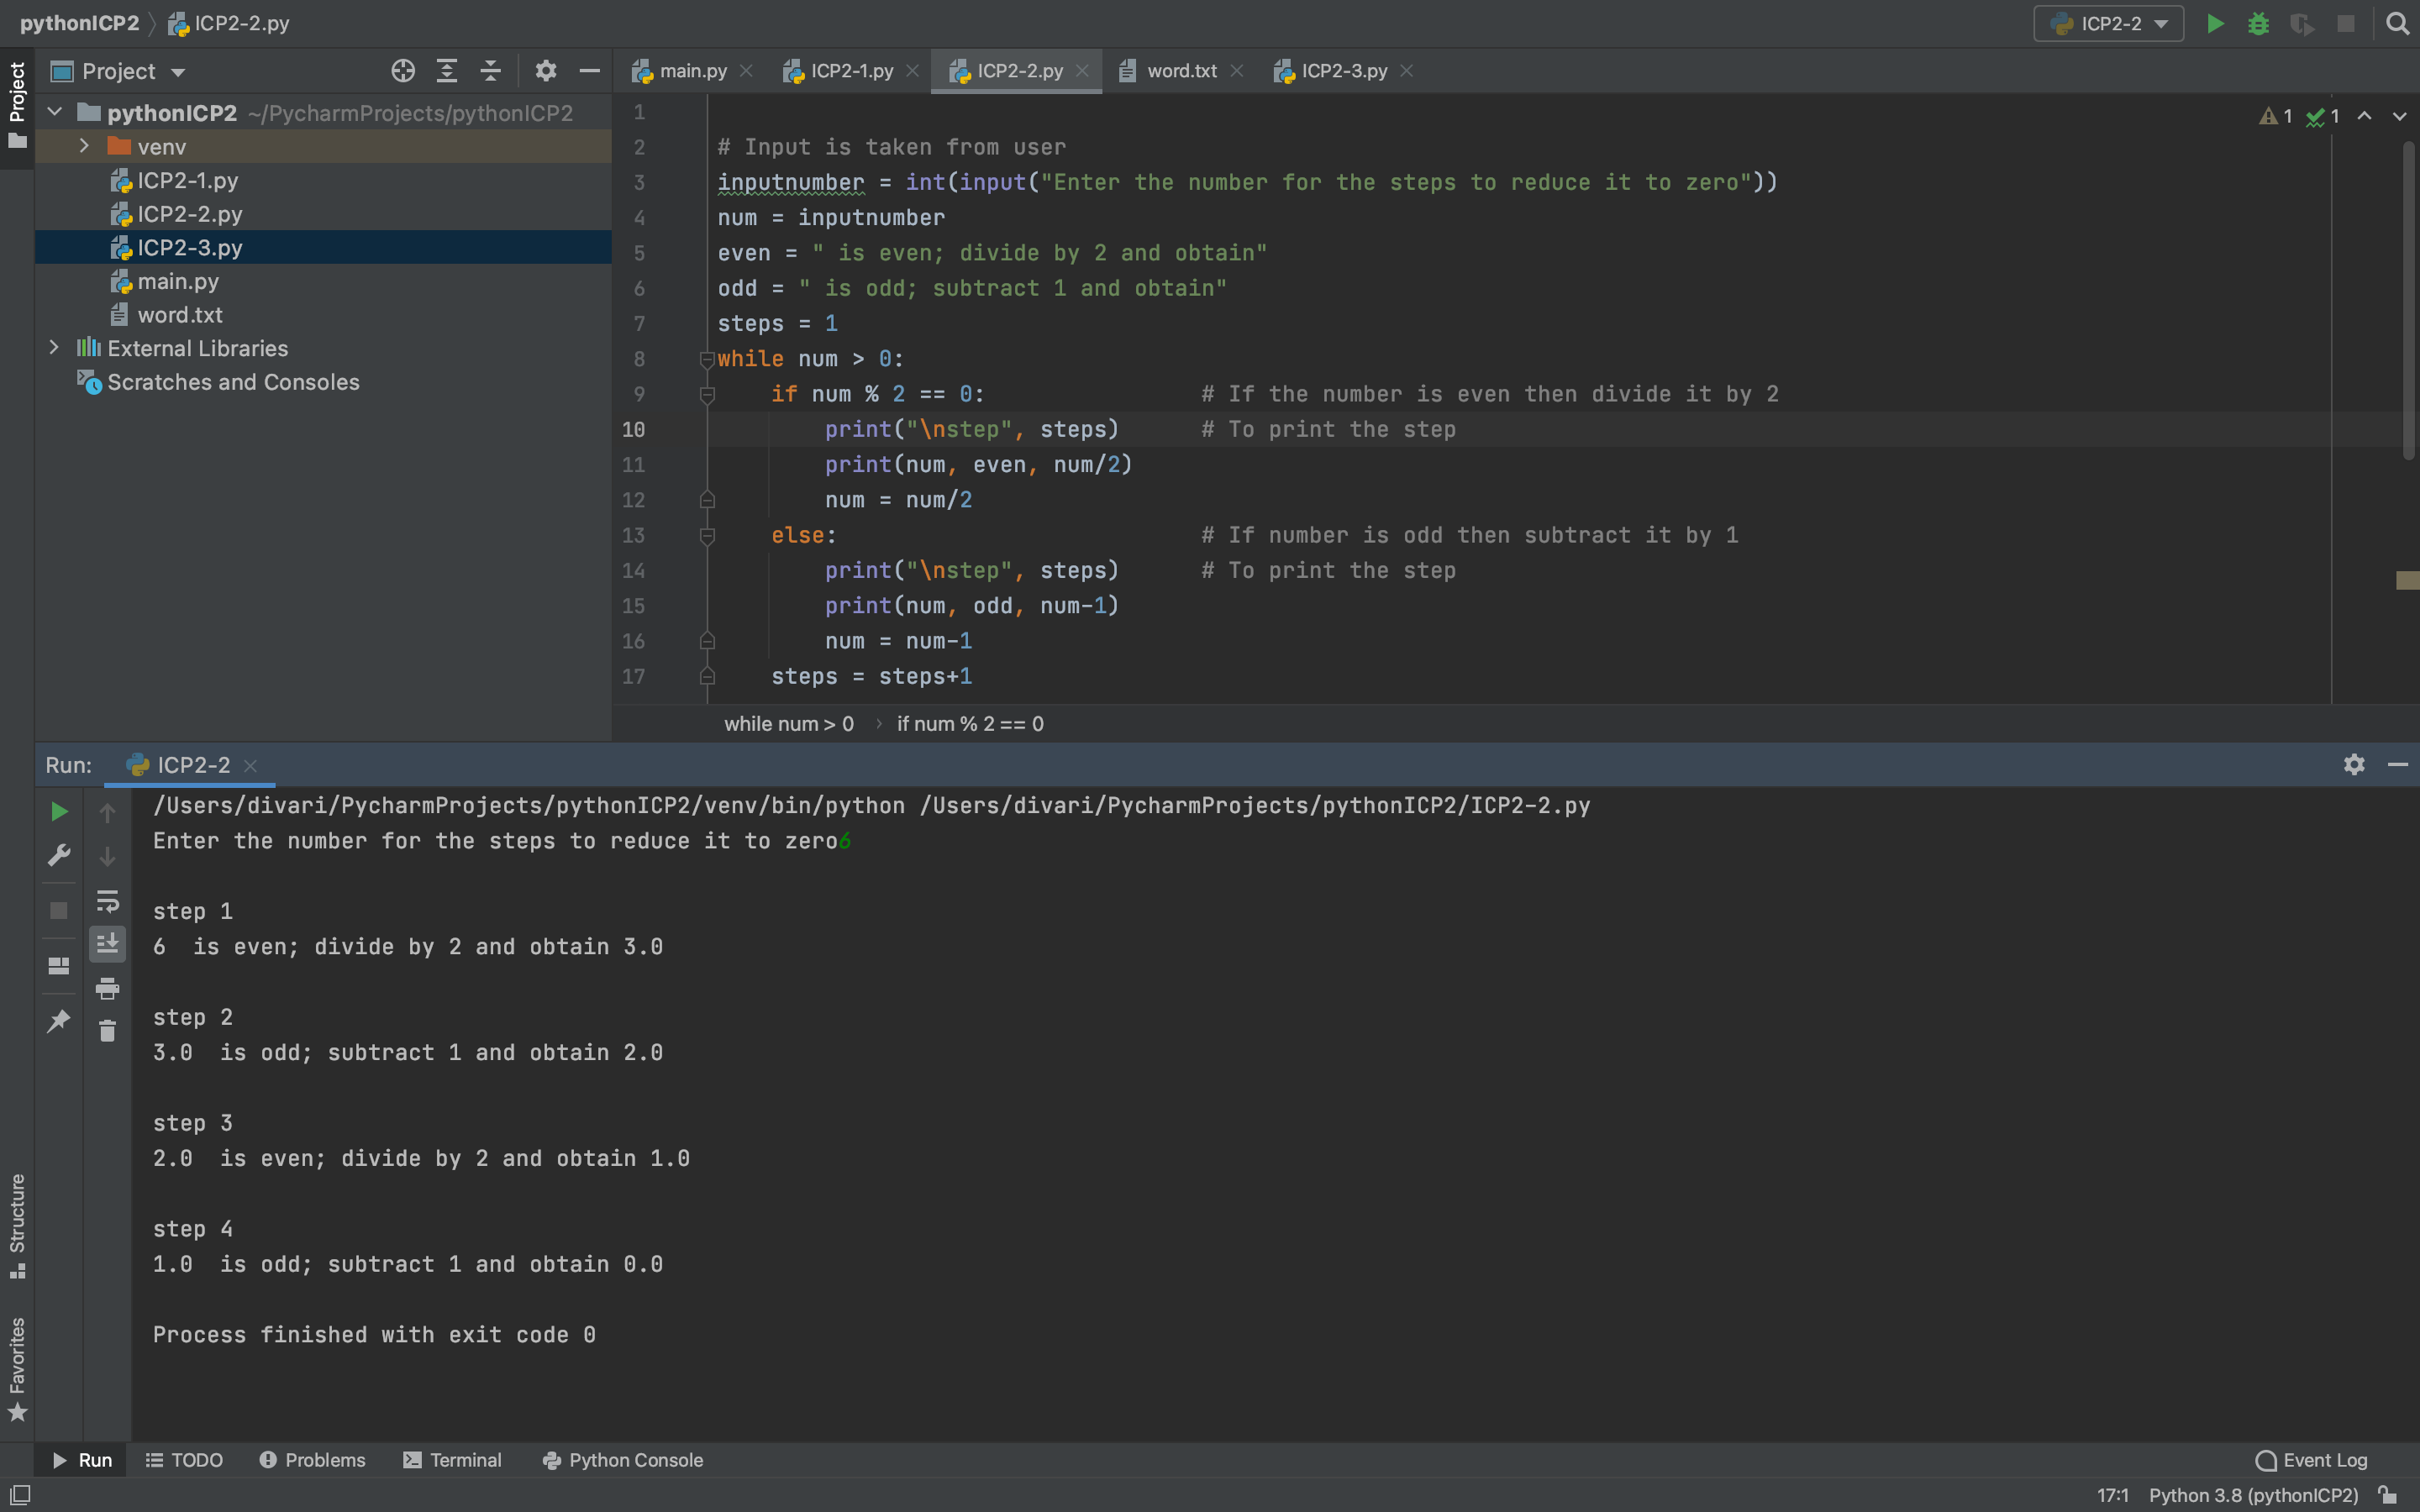 pythonICP2 ICP2-2.py ICP2-2
Project
Project
main.py ICP2-1.py ICP2-2.py word.txt ICP2-3.py
pythonICP2 ~/PycharmProjects/pythonICP2
venv
ICP2-1.py
ICP2-2.py
ICP2-3.py
main.py
word.txt
External Libraries
Scratches and Consoles
1 1
1
2 # Input is taken from user
3 inputnumber = int(input("Enter the number for the steps to reduce it to zero"))
4 num = inputnumber
5 even = " is even; divide by 2 and obtain"
6 odd = " is odd; subtract 1 and obtain"
7 steps = 1
8 while num > 0:
9 if num % 2 == 0: # If the number is even then divide it by 2
10 print("\nstep", steps) # To print the step
11 print(num, even, num/2)
12 num = num/2
13 else: # If number is odd then subtract it by 1
14 print("\nstep", steps) # To print the step
15 print(num, odd, num-1)
16 num = num-1
17 steps = steps+1
while num > 0 › if num % 2 == 0
Run: ICP2-2
/Users/divari/PycharmProjects/pythonICP2/venv/bin/python /Users/divari/PycharmProjects/pythonICP2/ICP2-2.py
Enter the number for the steps to reduce it to zero6
step 1
6  is even; divide by 2 and obtain 3.0
step 2
3.0  is odd; subtract 1 and obtain 2.0
step 3
2.0  is even; divide by 2 and obtain 1.0
step 4
1.0  is odd; subtract 1 and obtain 0.0
Process finished with exit code 0
Structure
Favorites
Run TODO Problems Terminal Python Console Event Log
17:1 Python 3.8 (pythonICP2)